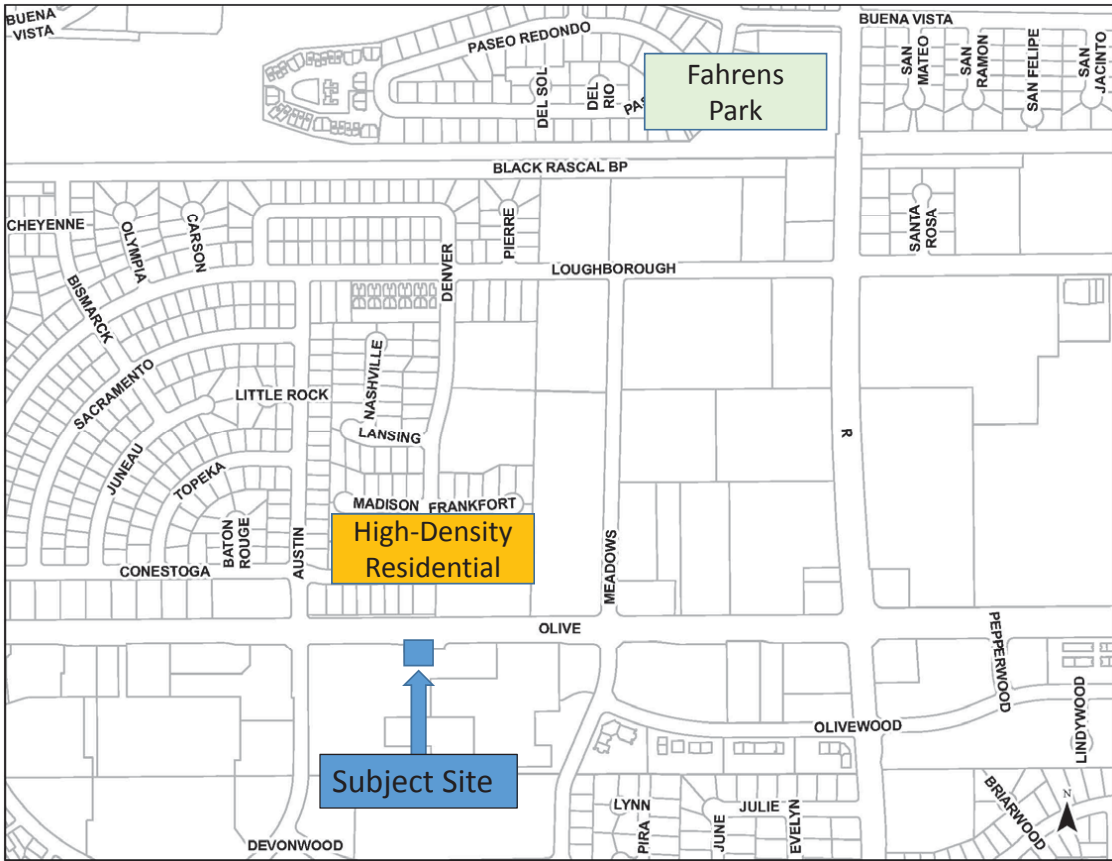 BUENA
VISTA
PASEO REDONDO
BUENA VISTA
Fahrens
Park
DEL SOL
DEL
RIO
PAS
SAN
MATEO
SAN
RAMON
SAN FELIPE
SAN
JACINTO
BLACK RASCAL BP
CHEYENNE
OLYMPIA
CARSON
PIERRE
SANTA
ROSA
DENVER
LOUGHBOROUGH
BISMARCK
NASHVILLE
SACRAMENTO
LITTLE ROCK
LANSING
R
JUNEAU
TOPEKA
MADISON
FRANKFORT
High-Density
Residential
BATON
ROUGE
AUSTIN
MEADOWS
CONESTOGA
OLIVE
PEPPERWOOD
OLIVEWOOD
LINDYWOOD
Subject Site
LYNN
PIRA
JUNE
JULIE
EVELYN
BRIARWOOD
N
DEVONWOOD